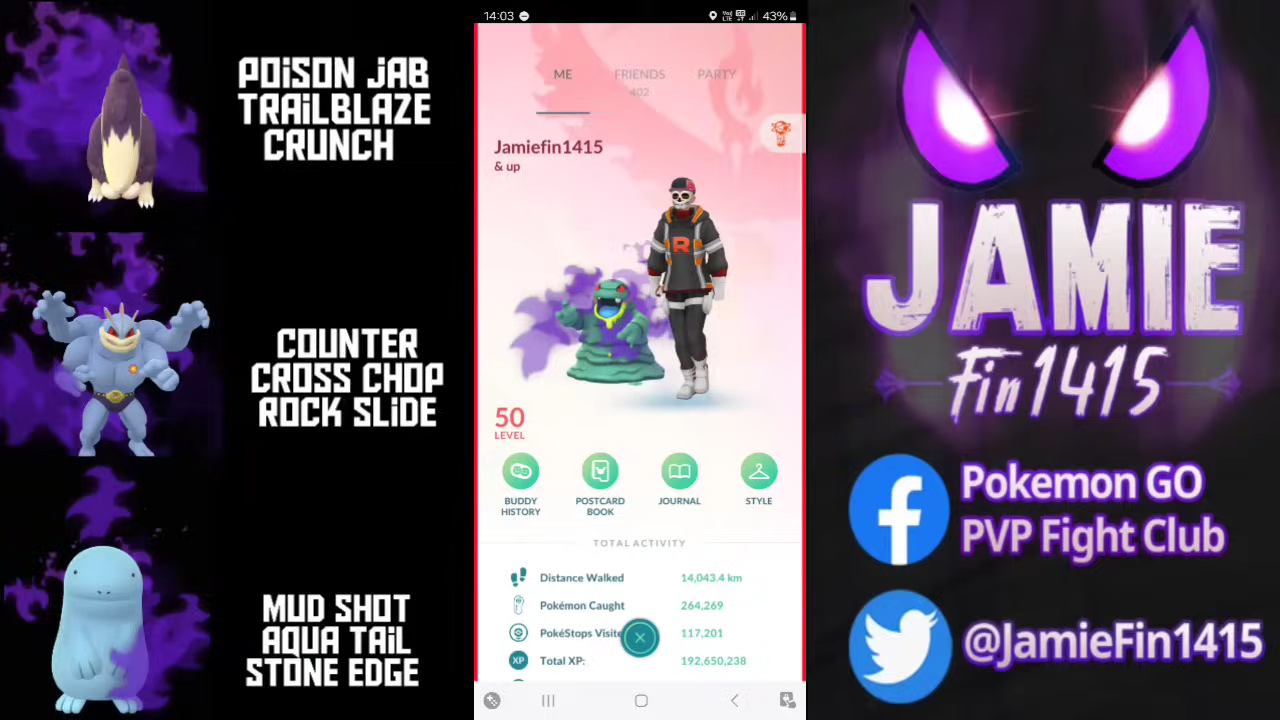 POISON JAB
TRAILBLAZE
CRUNCH
COUNTER
CROSS CHOP
ROCK SLIDE
MUD SHOT
AQUA TAIL
STONE EDGE
14:03
43%
ME
FRIENDS
402
PARTY
Jamiefin1415
& up
R
50
LEVEL
BUDDY
HISTORY
POSTCARD
BOOK
JOURNAL
STYLE
TOTAL ACTIVITY
Distance Walked 14,043.4 km
Pokémon Caught 264,269
PokéStops Visite 117,201
XP Total XP: 192,650,238
JAMIE
Fin1415
Pokemon GO
PVP Fight Club
@JamieFin1415